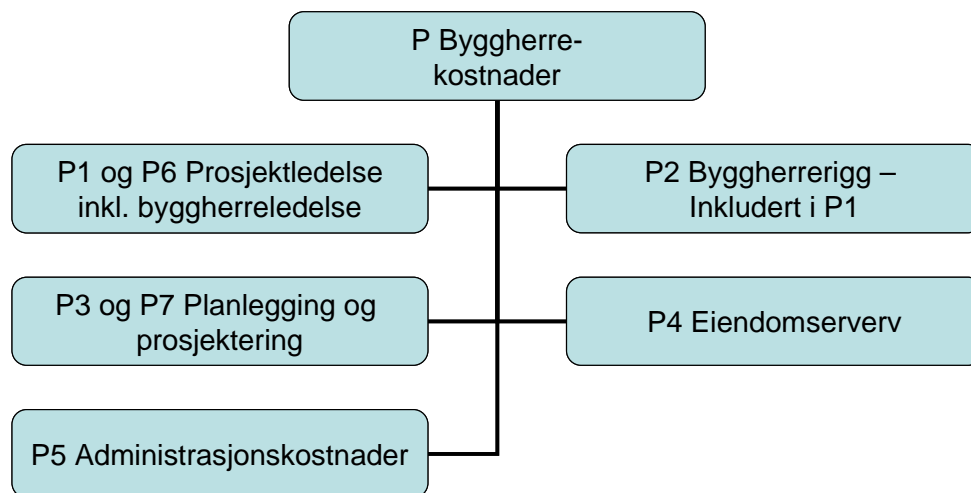 P Byggherre-
kostnader
P1 og P6 Prosjektledelse
inkl. byggherreledelse
P2 Byggherrerigg –
Inkludert i P1
P3 og P7 Planlegging og
prosjektering
P4 Eiendomserverv
P5 Administrasjonskostnader